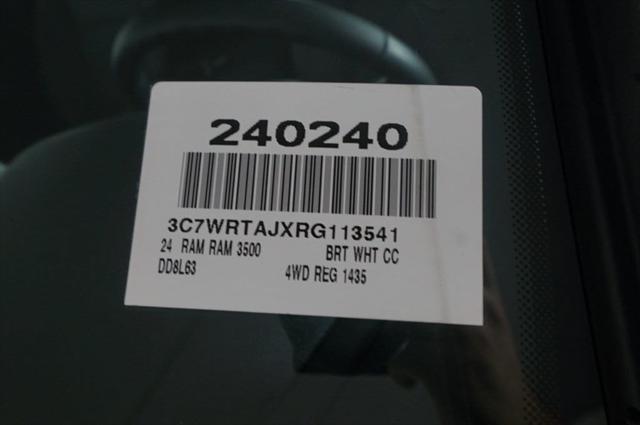 240240
3C7WRTAJXRG113541
24 RAM RAM 3500 BRT WHT CC
DD8L63 4WD REG 1435